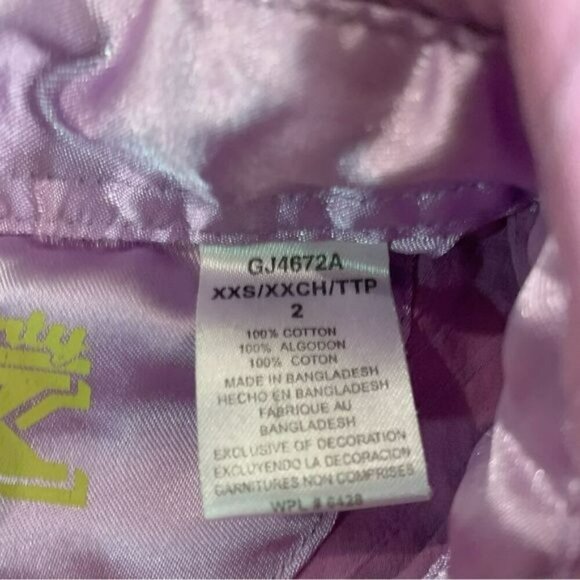 GJ4672A
XXS/XXCH/TTP
2
100% COTTON
100% ALGODON
100% COTON
MADE IN BANGLADESH
HECHO EN BANGLADESH
FABRIQUE AU
BANGLADESH
EXCLUSIVE OF DECORATION
EXCLUYENDO LA DECORACION
GARNITURES NON COMPRISES
WPL